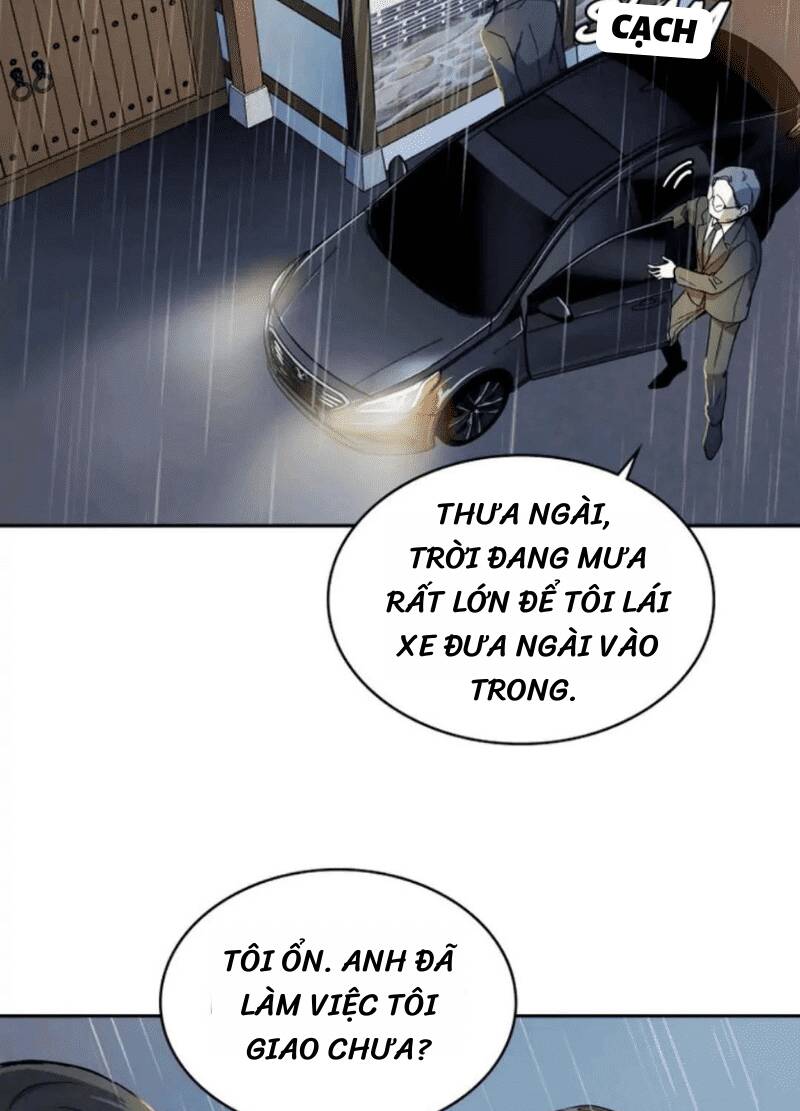 CẠCH
THƯA NGÀI,
TRỜI ĐANG MƯA
RẤT LỚN ĐỂ TÔI LÁI
XE ĐƯA NGÀI VÀO
TRONG.
TÔI ỔN. ANH ĐÃ
LÀM VIỆC TÔI
GIAO CHƯA?